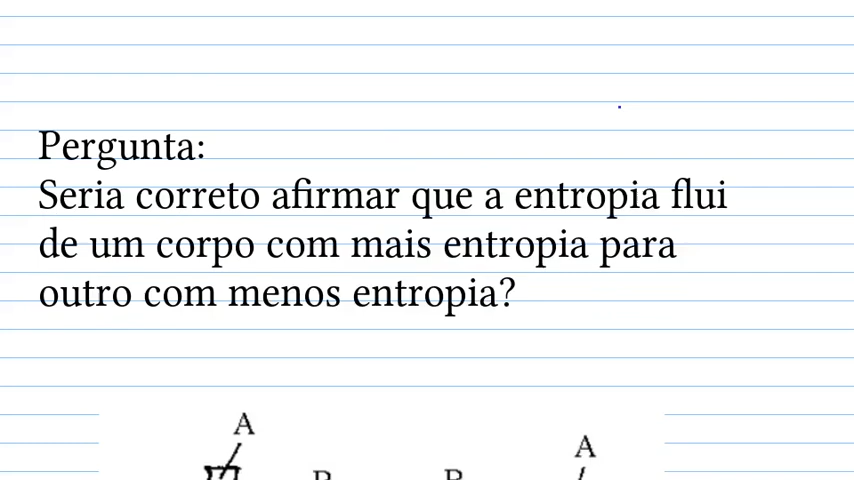 Pergunta:
Seria correto afirmar que a entropia flui
de um corpo com mais entropia para
outro com menos entropia?
A
A